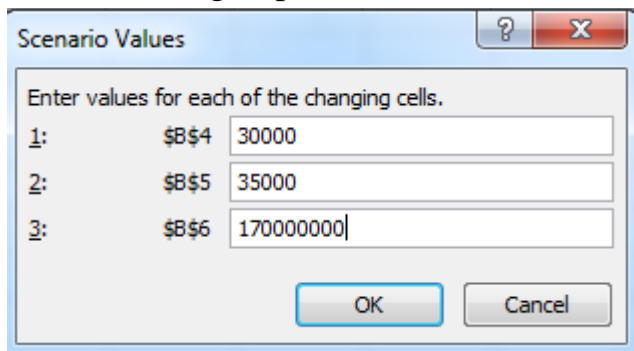 Scenario Values
?
X
Enter values for each of the changing cells.
1: $B$4 30000
2: $B$5 35000
3: $B$6 170000000
OK Cancel